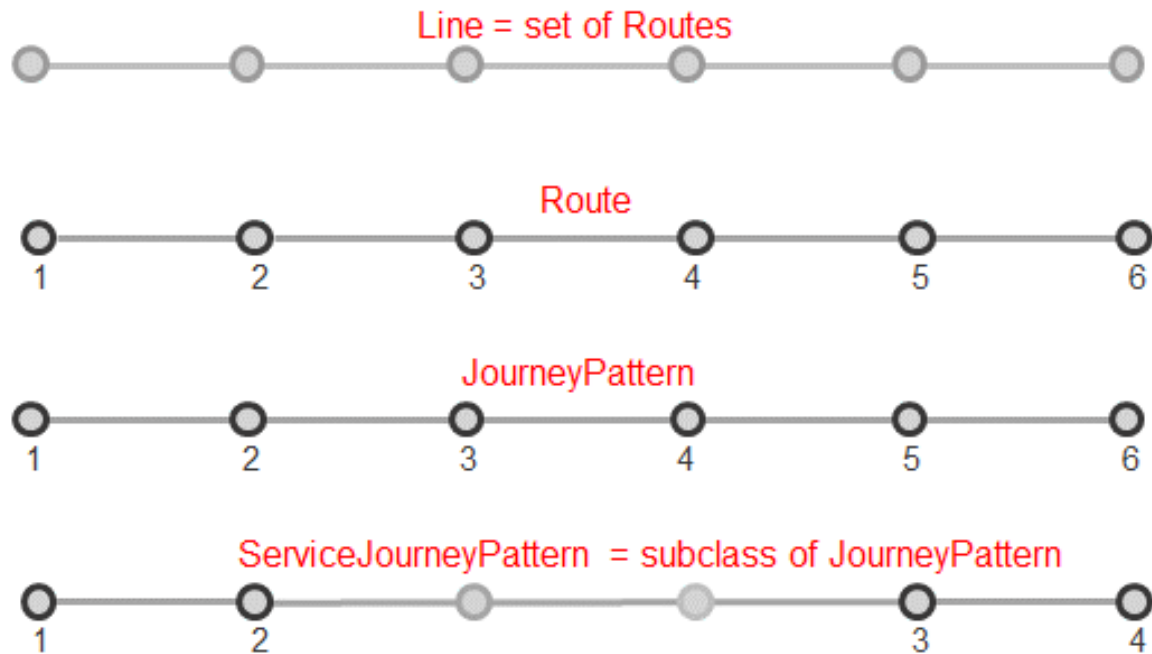 Line = set of Routes
Route
1 2 3 4 5 6
JourneyPattern
1 2 3 4 5 6
ServiceJourneyPattern = subclass of JourneyPattern
1 2 3 4